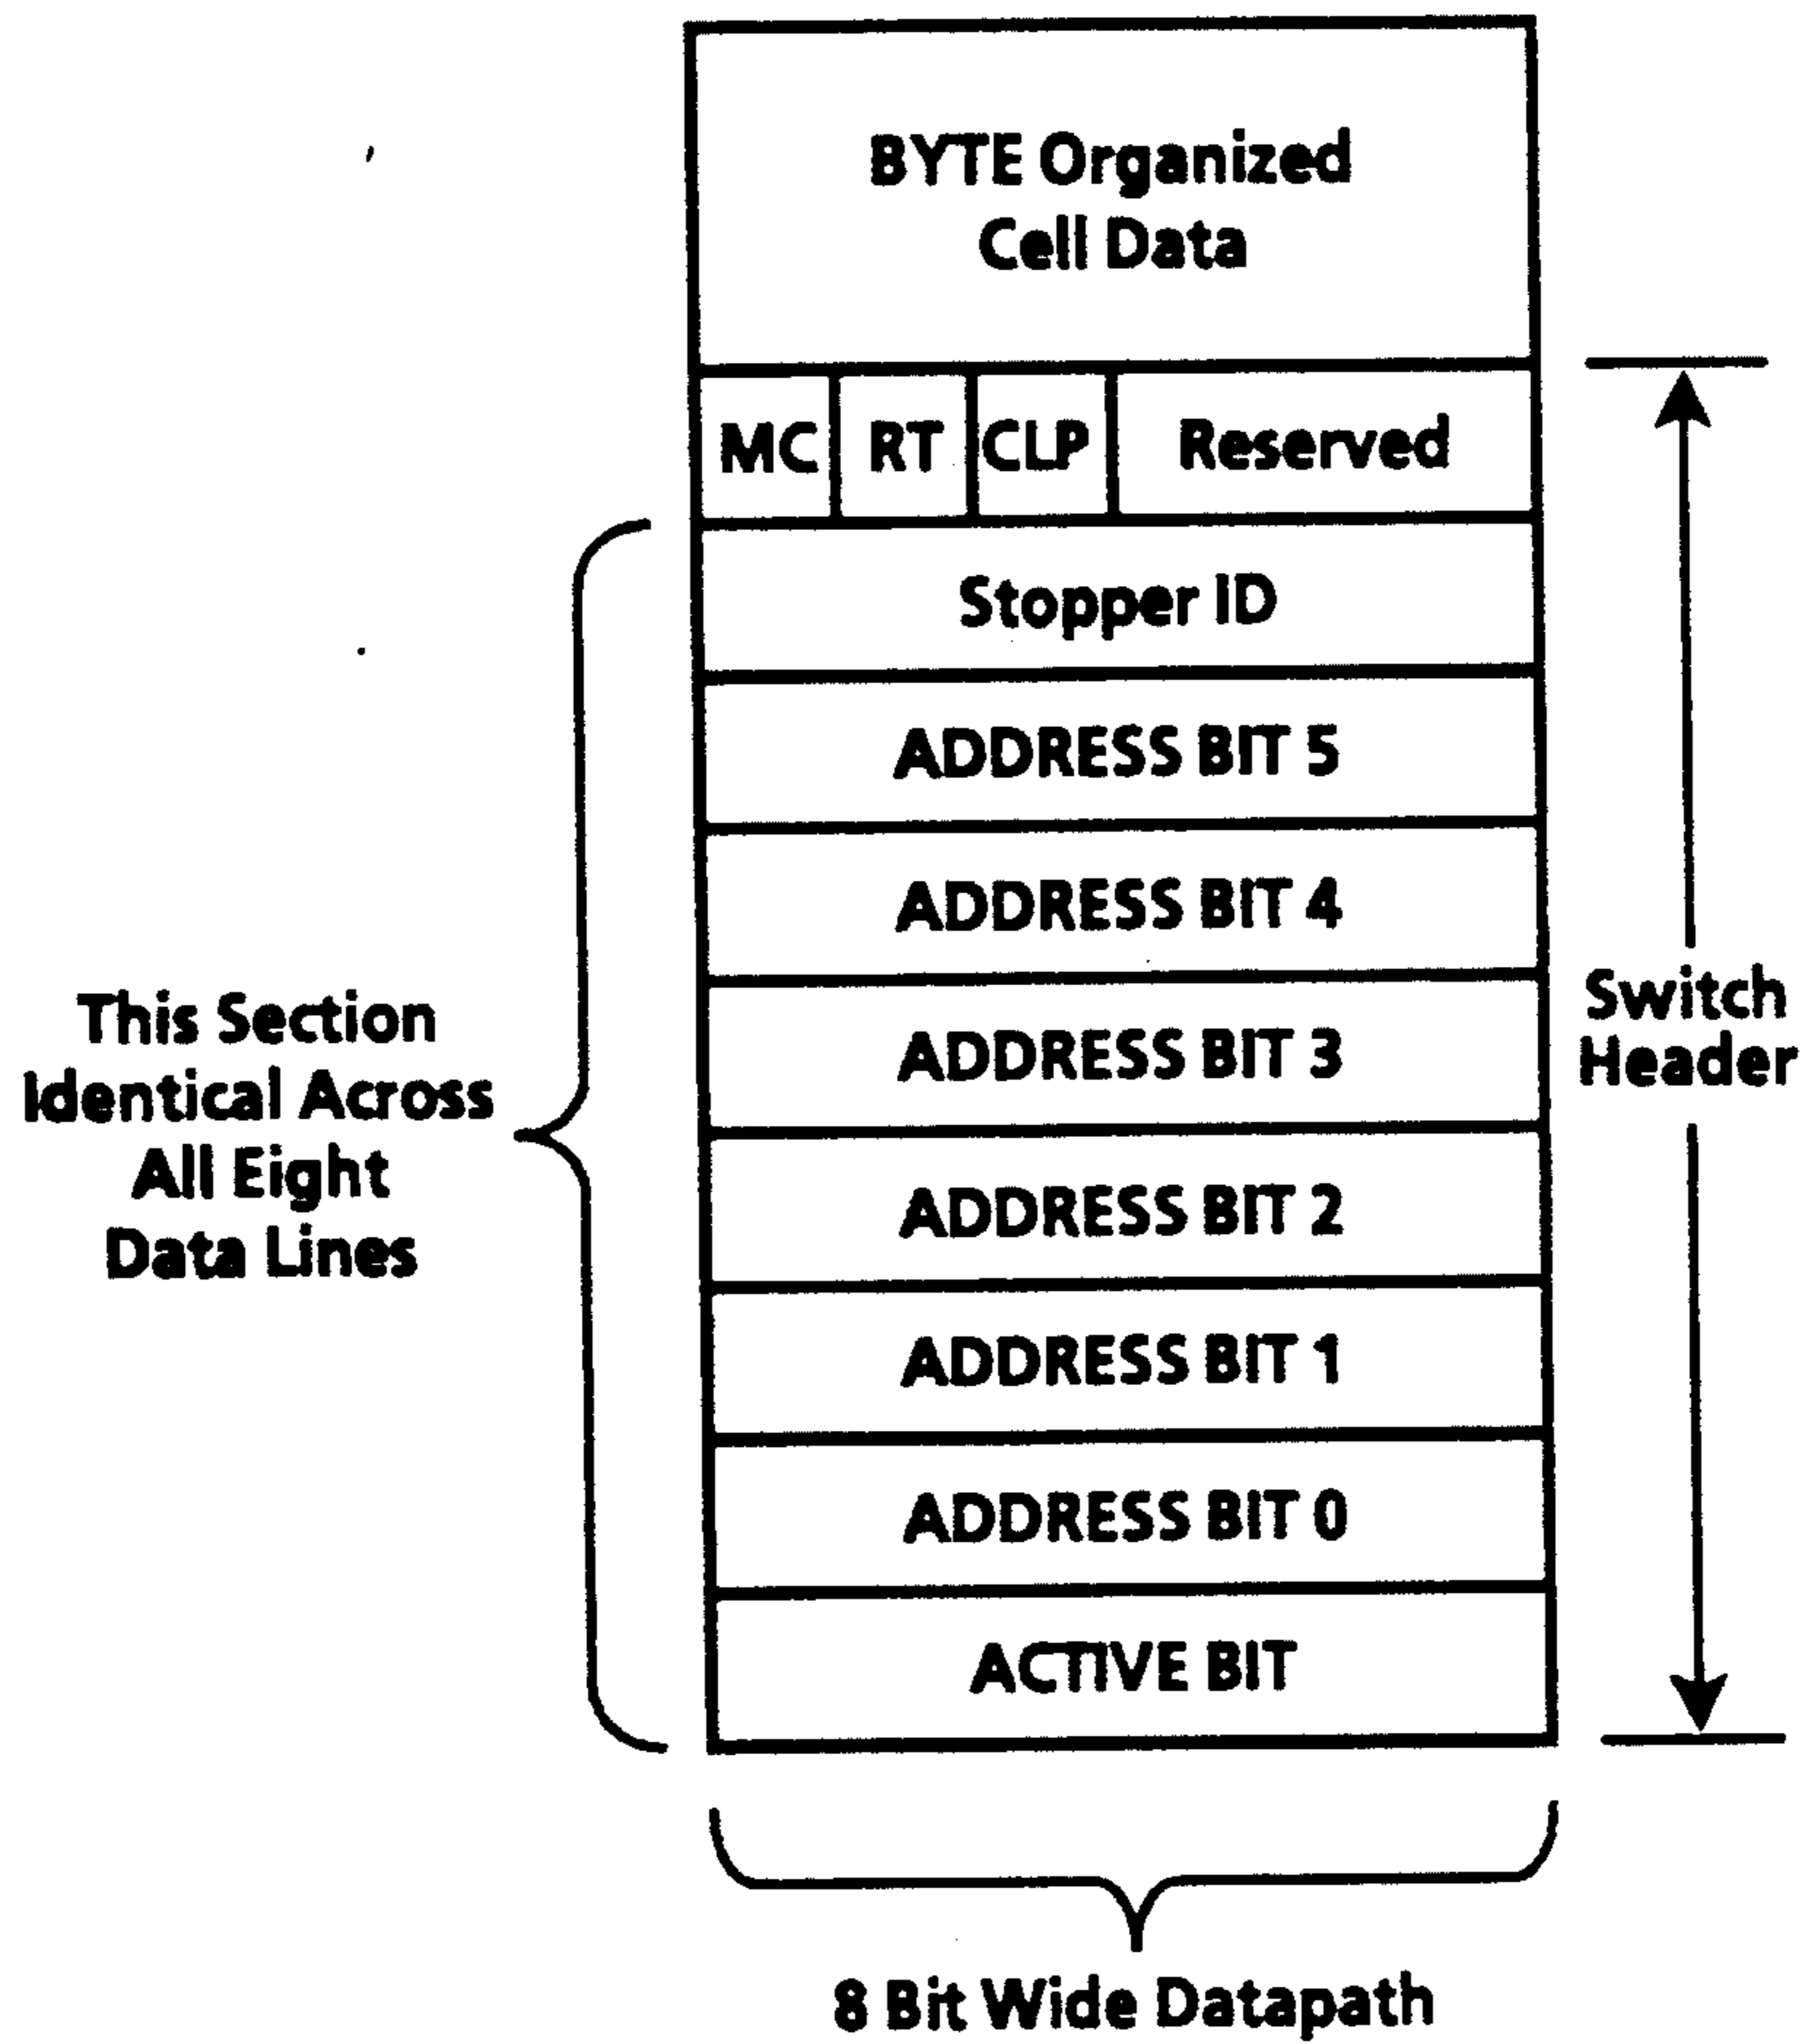 BYTE Organized
Cell Data
MC RT CLP Reserved
Stopper ID
ADDRESS BIT 5
ADDRESS BIT 4
ADDRESS BIT 3
ADDRESS BIT 2
ADDRESS BIT 1
ADDRESS BIT 0
ACTIVE BIT
This Section
Identical Across
All Eight
Data Lines
Switch
Header
8 Bit Wide Datapath